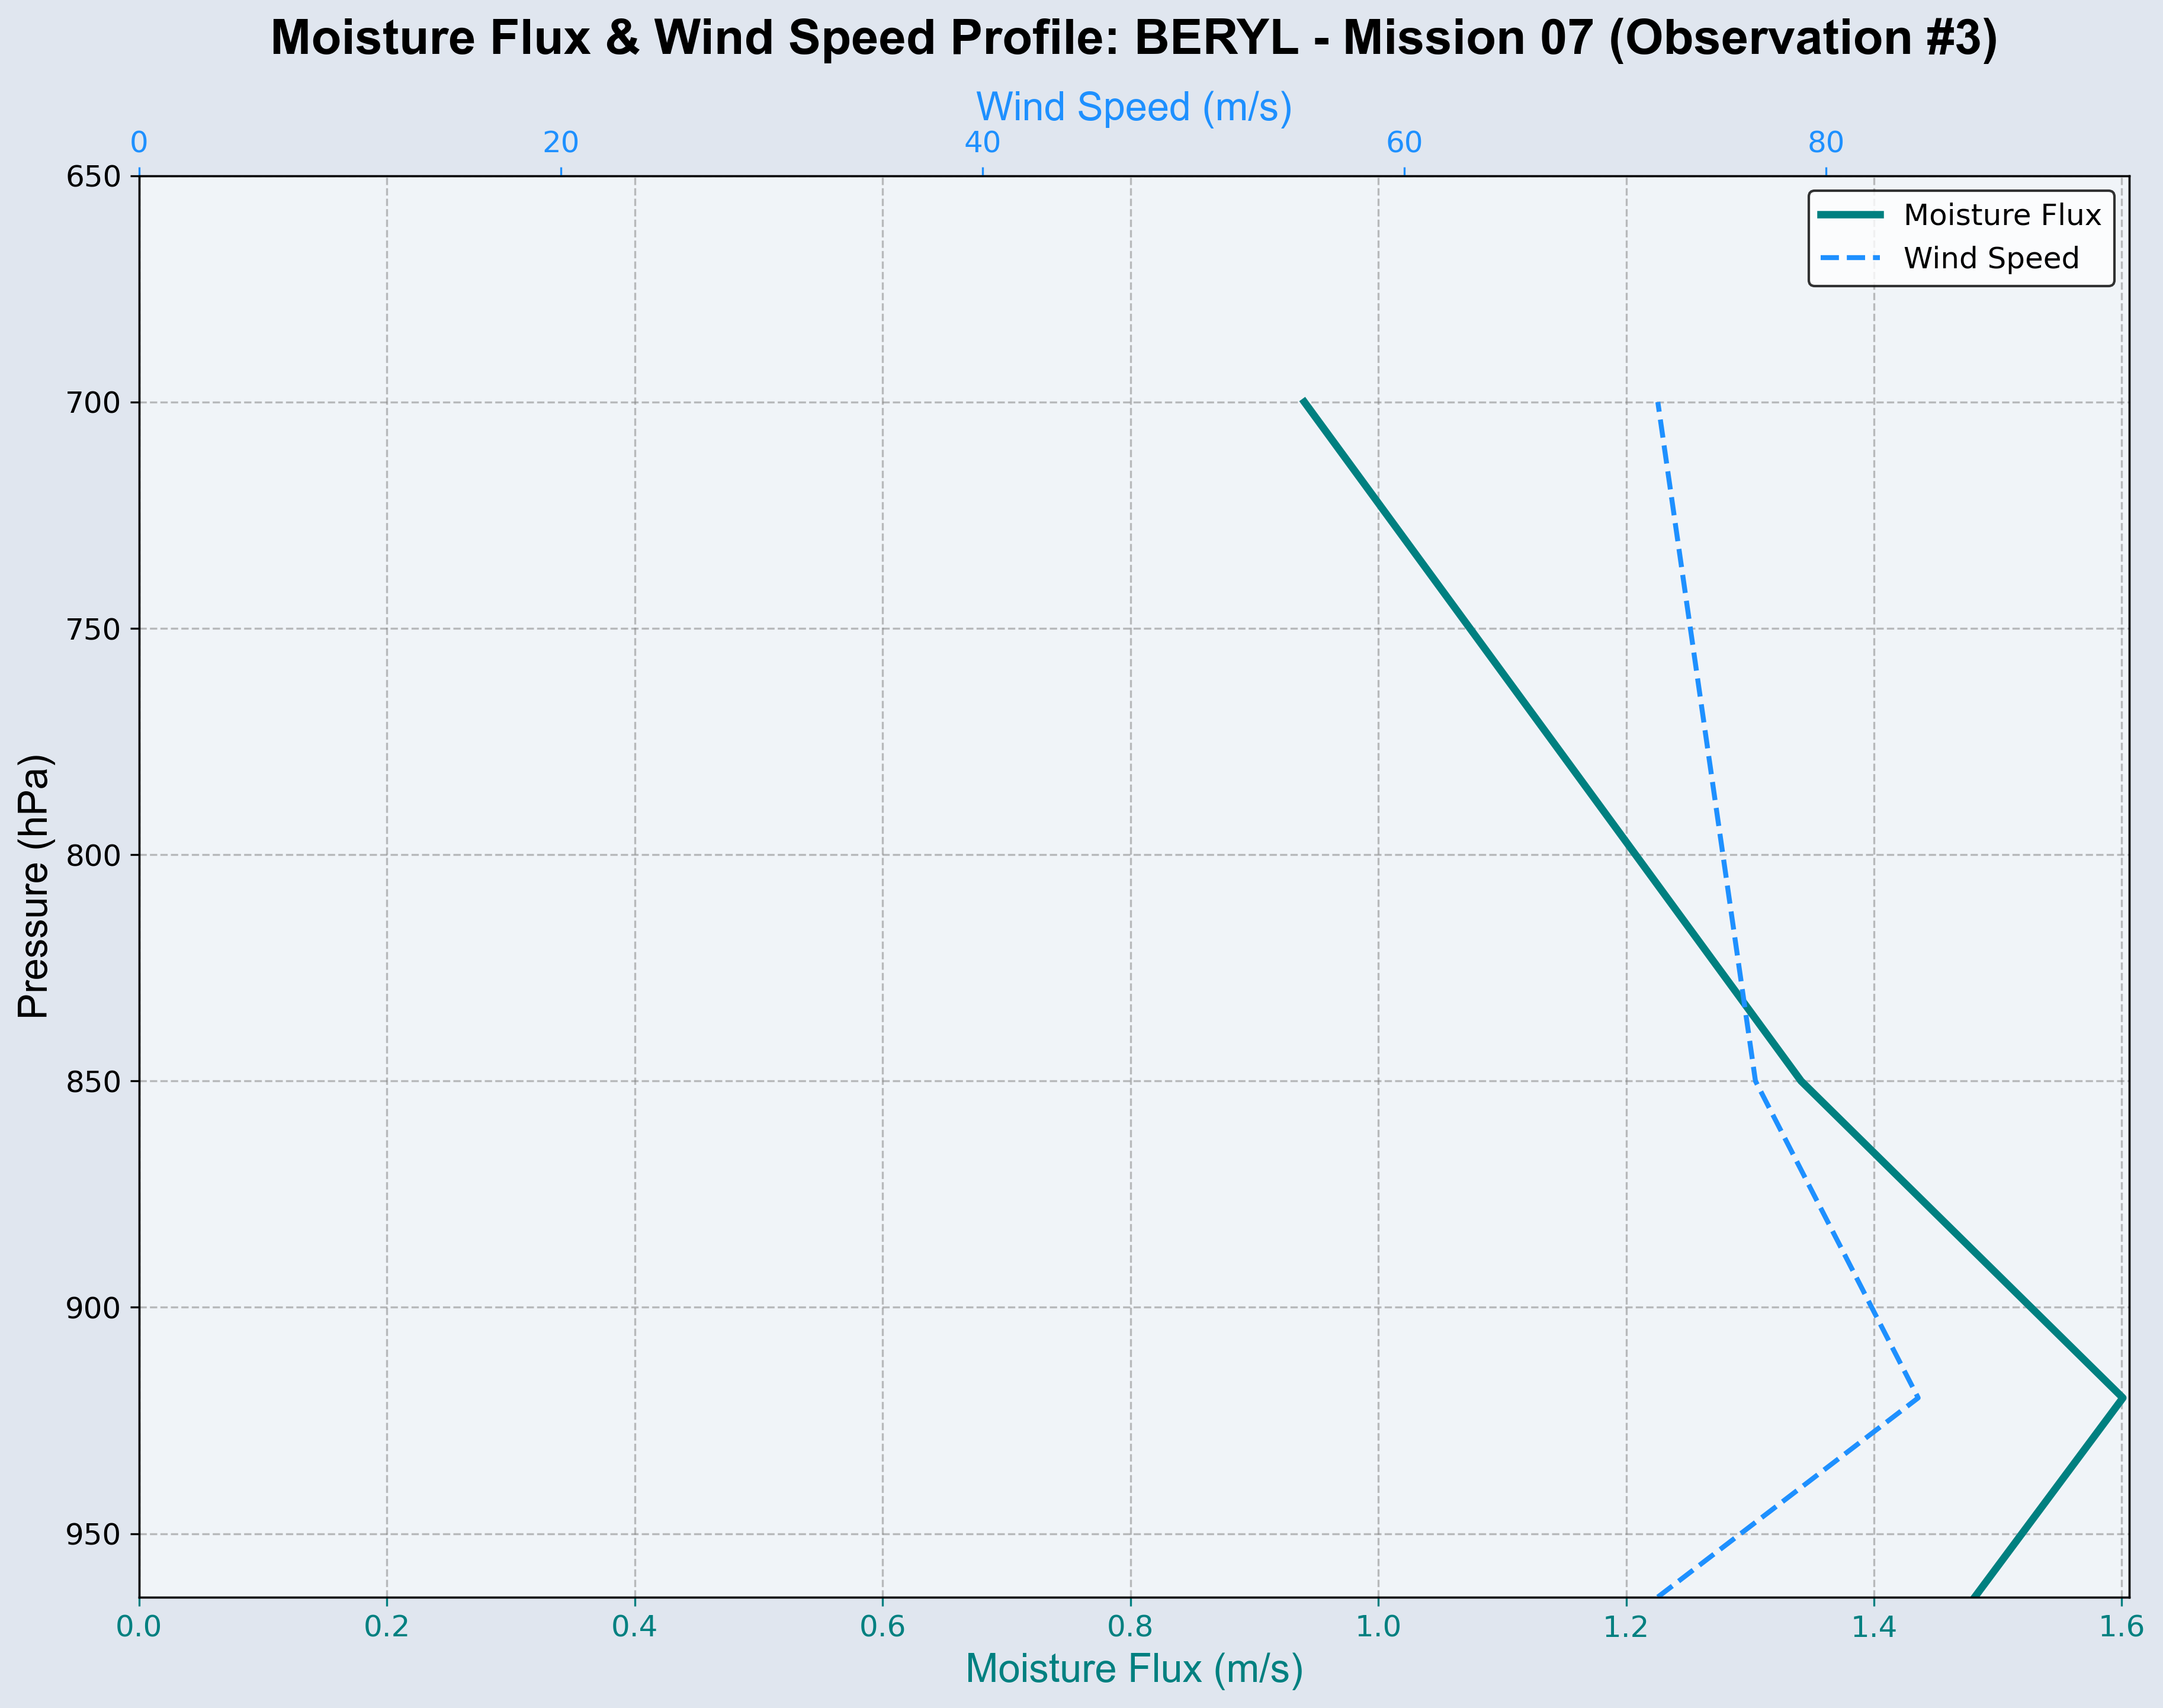 Moisture Flux & Wind Speed Profile: BERYL - Mission 07 (Observation #3)
Wind Speed (m/s)
0 20 40 60 80
Moisture Flux
Wind Speed
Pressure (hPa)
650
700
750
800
850
900
950
0.0 0.2 0.4 0.6 0.8 1.0 1.2 1.4 1.6
Moisture Flux (m/s)